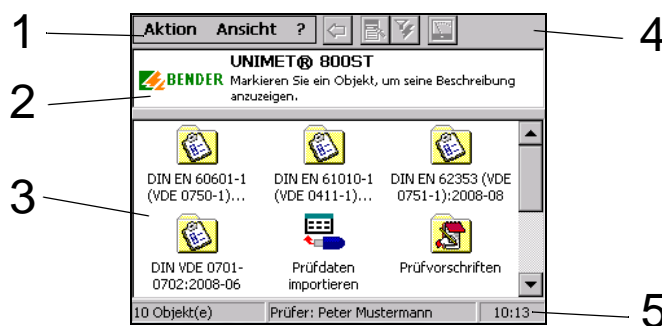 1
Aktion Ansicht ?
4
UNIMET® 800ST
BENDER
Markieren Sie ein Objekt, um seine Beschreibung
anzuzeigen.
2
DIN EN 60601-1
(VDE 0750-1)...
DIN EN 61010-1
(VDE 0411-1)...
DIN EN 62353 (VDE
0751-1):2008-08
3
DIN VDE 0701-
0702:2008-06
Prüfdaten
importieren
Prüfvorschriften
10 Objekt(e)
Prüfer: Peter Mustermann
10:13
5